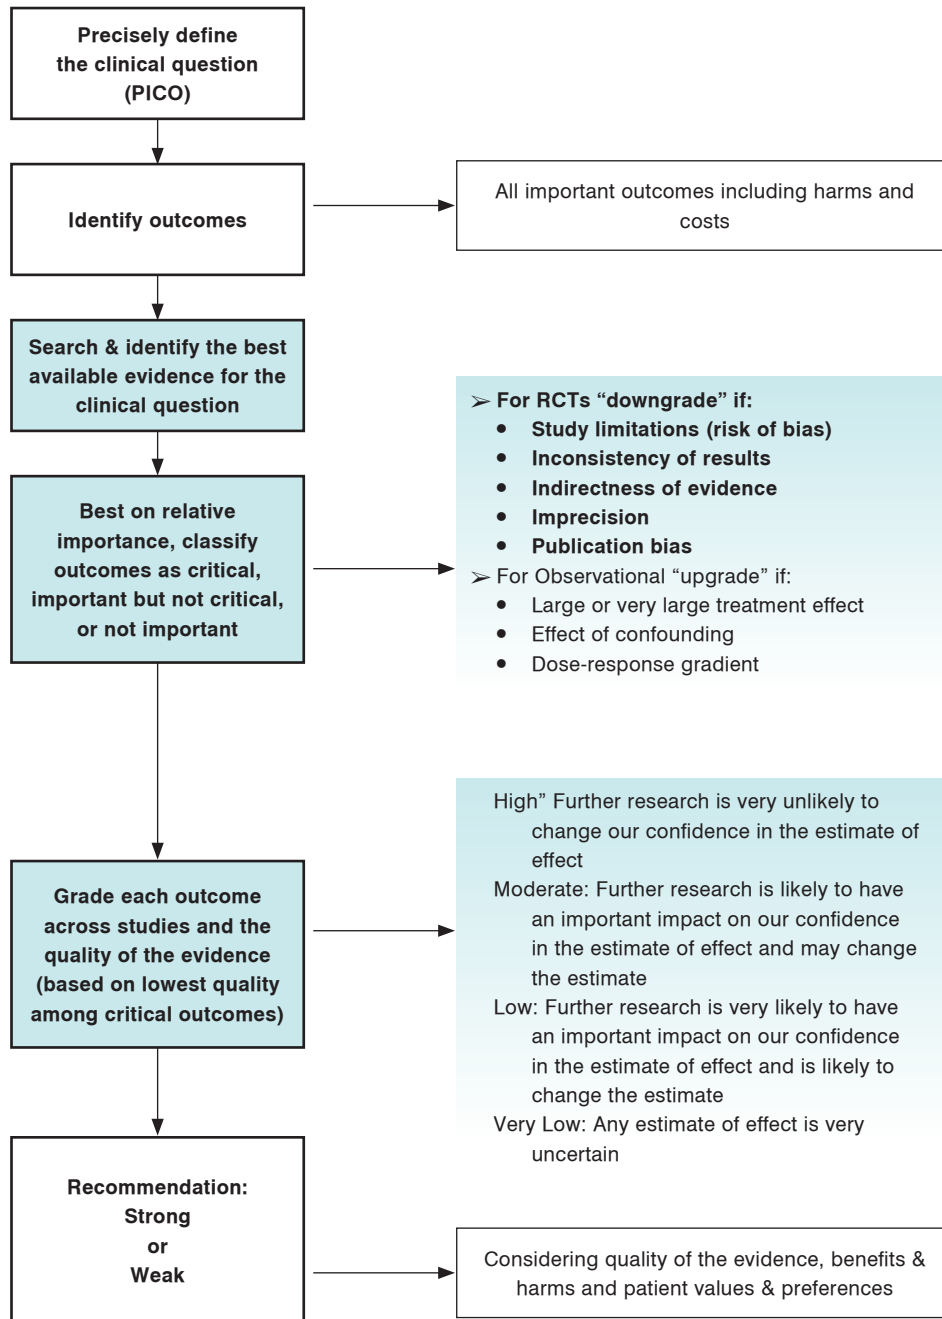 Precisely define
the clinical question
(PICO)
Identify outcomes
All important outcomes including harms and
costs
Search & identify the best
available evidence for the
clinical question
Best on relative
importance, classify
outcomes as critical,
important but not critical,
or not important
➢ For RCTs “downgrade” if:
• Study limitations (risk of bias)
• Inconsistency of results
• Indirectness of evidence
• Imprecision
• Publication bias
➢ For Observational “upgrade” if:
• Large or very large treatment effect
• Effect of confounding
• Dose-response gradient
Grade each outcome
across studies and the
quality of the evidence
(based on lowest quality
among critical outcomes)
High” Further research is very unlikely to
change our confidence in the estimate of
effect
Moderate: Further research is likely to have
an important impact on our confidence
in the estimate of effect and may change
the estimate
Low: Further research is very likely to have
an important impact on our confidence
in the estimate of effect and is likely to
change the estimate
Very Low: Any estimate of effect is very
uncertain
Recommendation:
Strong
or
Weak
Considering quality of the evidence, benefits &
harms and patient values & preferences